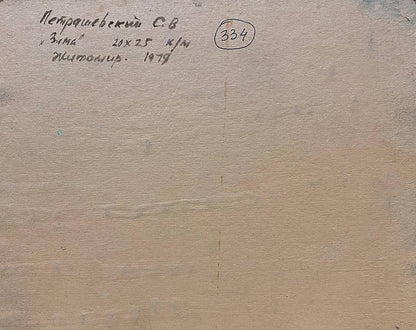 Петрашевский С.В
334
"Зима" 20х25 к/м
Житомир. 1979